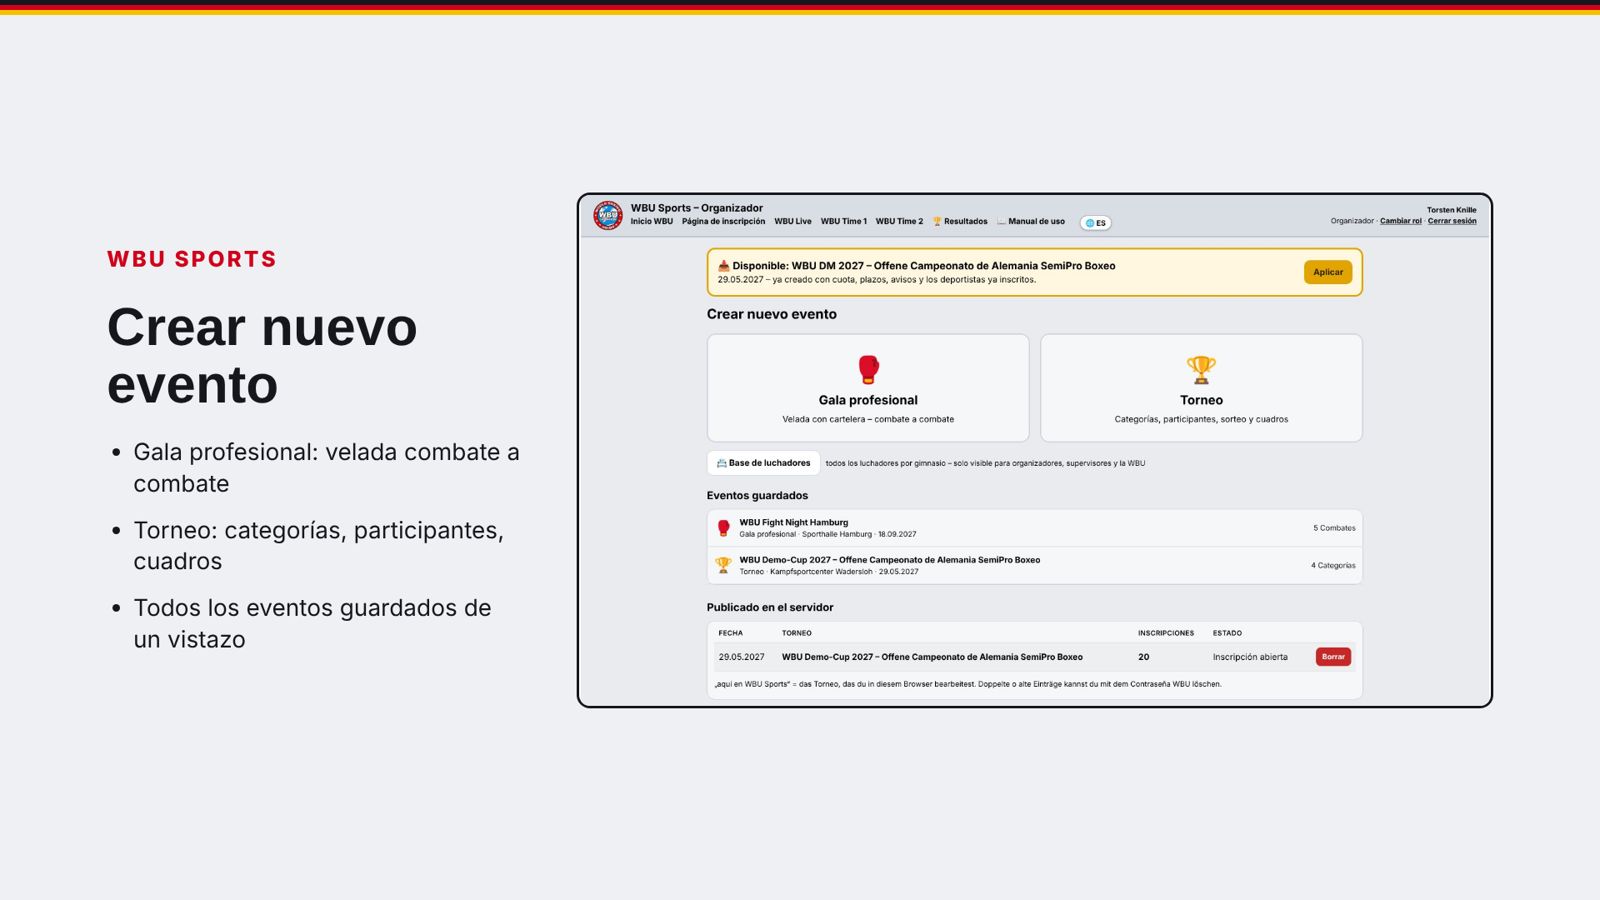 WBU SPORTS
Crear nuevo
evento
• Gala profesional: velada combate a
combate
• Torneo: categorías, participantes,
cuadros
• Todos los eventos guardados de
un vistazo
WBU
WBU Sports – Organizador
Inicio WBU Página de inscripción WBU Live WBU Time 1 WBU Time 2 🏆 Resultados 📖 Manual de uso 🌐 ES
Torsten Knille
Organizador · Cambiar rol · Cerrar sesión
📥 Disponible: WBU DM 2027 – Offene Campeonato de Alemania SemiPro Boxeo
29.05.2027 – ya creado con cuota, plazos, avisos y los deportistas ya inscritos.
Aplicar
Crear nuevo evento
Gala profesional
Velada con cartelera – combate a combate
Torneo
Categorías, participantes, sorteo y cuadros
📇 Base de luchadores todos los luchadores por gimnasio – solo visible para organizadores, supervisores y la WBU
Eventos guardados
WBU Fight Night Hamburg
Gala profesional · Sporthalle Hamburg · 18.09.2027
5 Combates
WBU Demo-Cup 2027 – Offene Campeonato de Alemania SemiPro Boxeo
Torneo · Kampfsportcenter Wadersloh · 29.05.2027
4 Categorías
Publicado en el servidor
FECHA TORNEO INSCRIPCIONES ESTADO
29.05.2027 WBU Demo-Cup 2027 – Offene Campeonato de Alemania SemiPro Boxeo 20 Inscripción abierta Borrar
„aquí en WBU Sports“ = das Torneo, das du in diesem Browser bearbeitest. Doppelte o alte Einträge kannst du mit dem Contraseña WBU löschen.